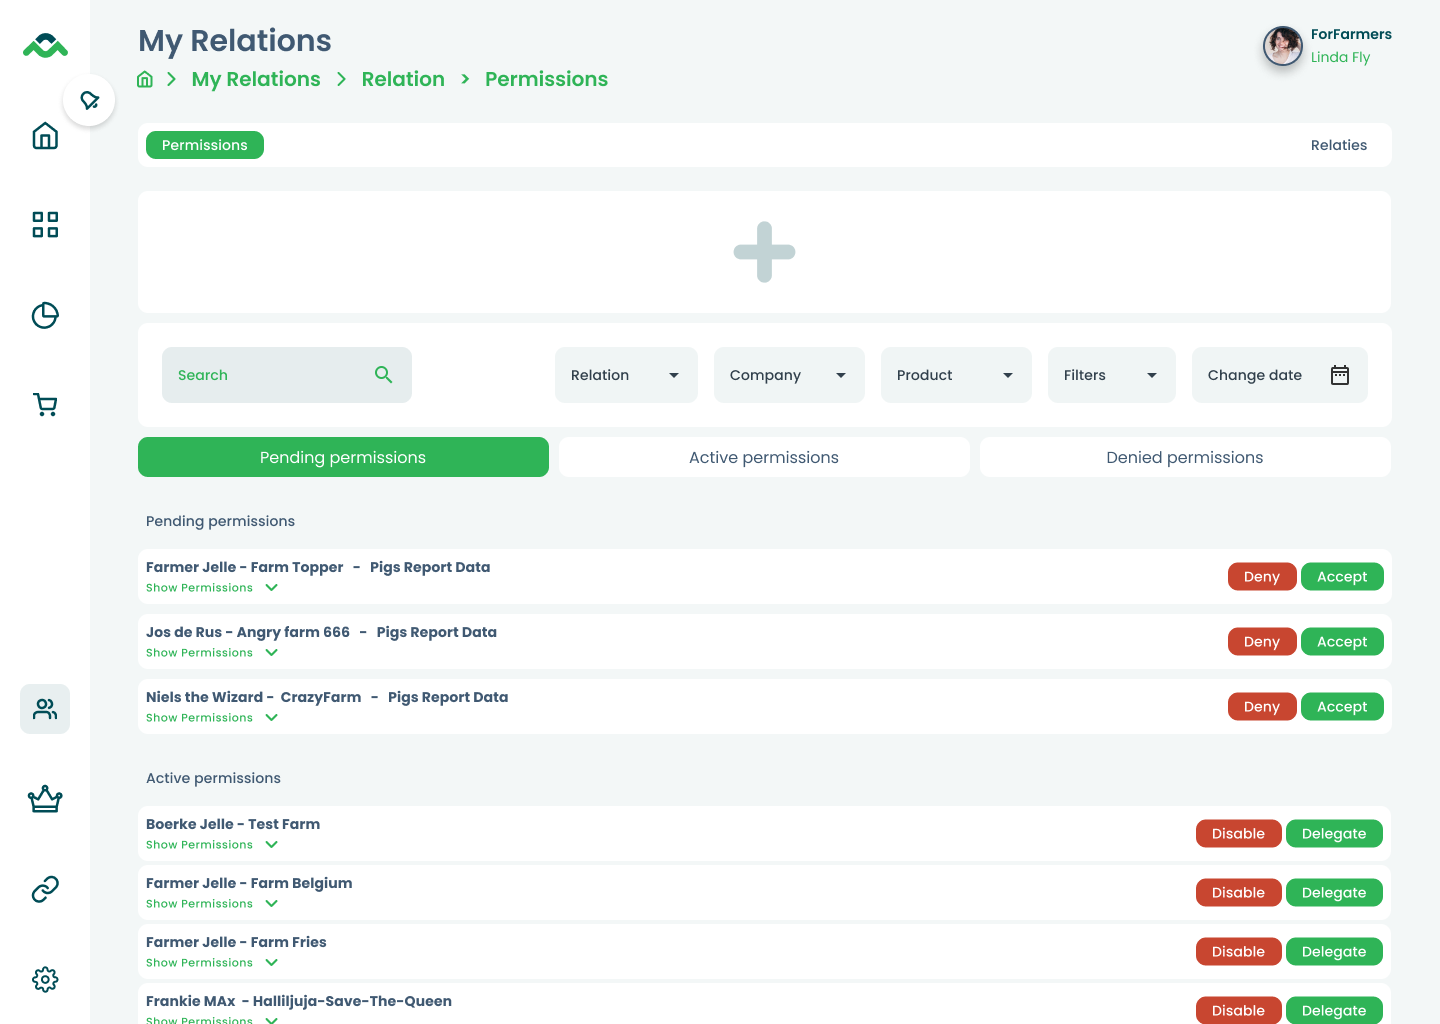 My Relations
ForFarmers
Linda Fly
My Relations > Relation > Permissions
Permissions
Relaties
Search
Relation
Company
Product
Filters
Change date
Pending permissions
Active permissions
Denied permissions
Pending permissions
Farmer Jelle - Farm Topper - Pigs Report Data
Show Permissions
Deny
Accept
Jos de Rus - Angry farm 666 - Pigs Report Data
Show Permissions
Deny
Accept
Niels the Wizard - CrazyFarm - Pigs Report Data
Show Permissions
Deny
Accept
Active permissions
Boerke Jelle - Test Farm
Show Permissions
Disable
Delegate
Farmer Jelle - Farm Belgium
Show Permissions
Disable
Delegate
Farmer Jelle - Farm Fries
Show Permissions
Disable
Delegate
Frankie MAx - Halliljuja-Save-The-Queen
Show Permissions
Disable
Delegate